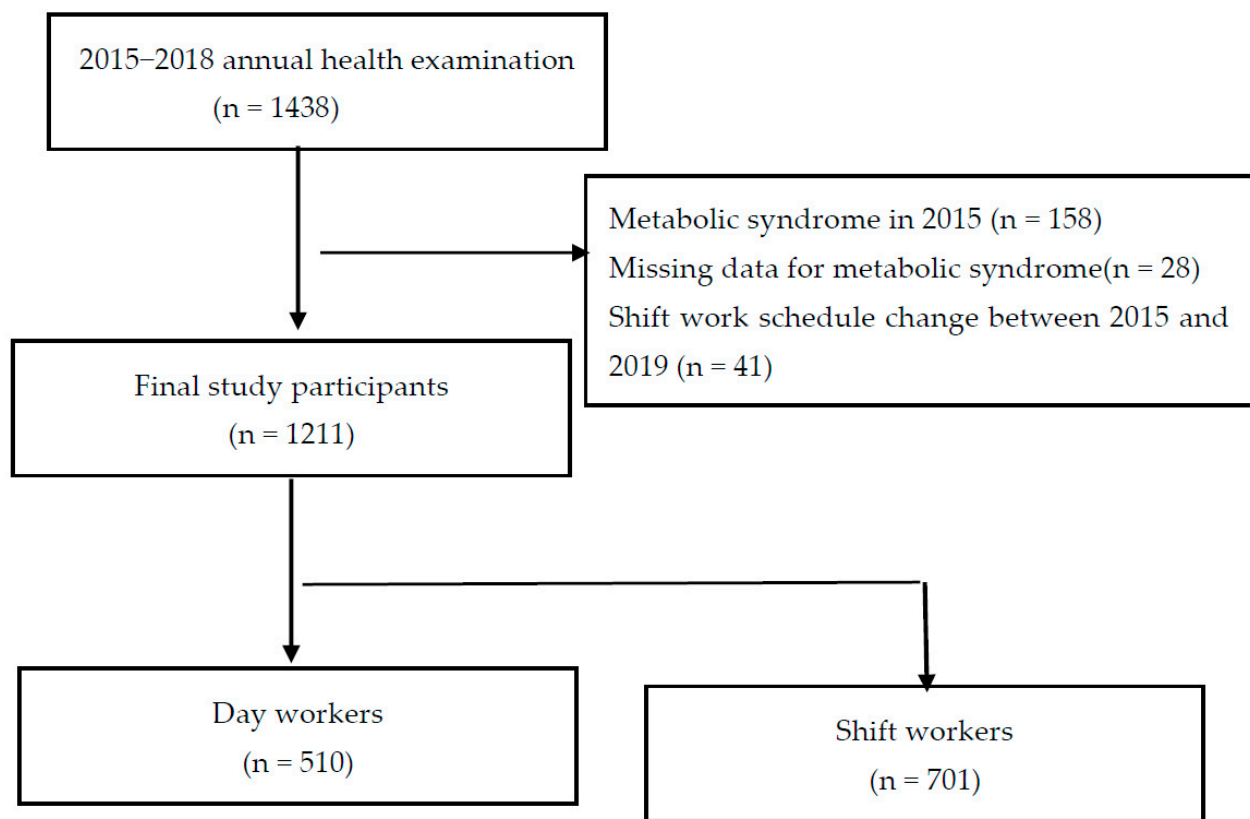 2015–2018 annual health examination
(n = 1438)
Metabolic syndrome in 2015 (n = 158)
Missing data for metabolic syndrome(n = 28)
Shift work schedule change between 2015 and
2019 (n = 41)
Final study participants
(n = 1211)
Day workers
(n = 510)
Shift workers
(n = 701)